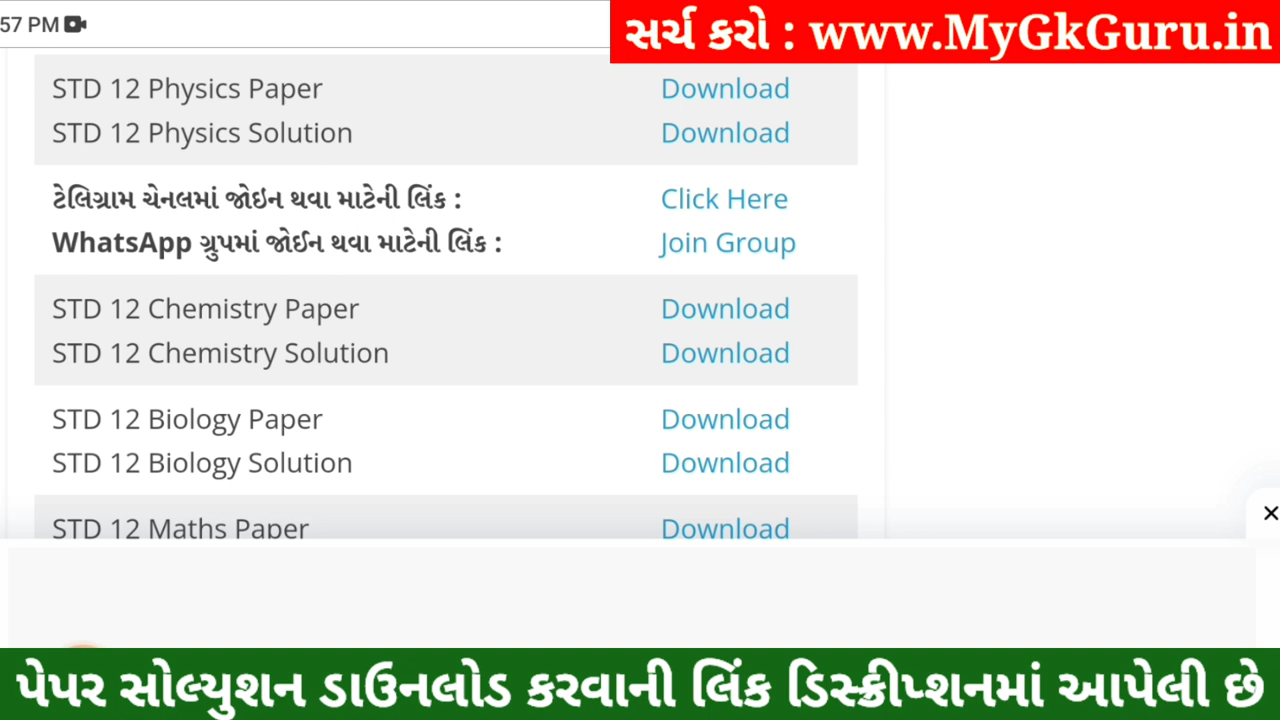 57 PM
સર્ચ કરો : www.MyGkGuru.in
STD 12 Physics Paper Download
STD 12 Physics Solution Download
ટેલિગ્રામ ચેનલમાં જોઇન થવા માટેની લિંક : Click Here
WhatsApp ગ્રુપમાં જોઈન થવા માટેની લિંક : Join Group
STD 12 Chemistry Paper Download
STD 12 Chemistry Solution Download
STD 12 Biology Paper Download
STD 12 Biology Solution Download
STD 12 Maths Paper Download
પેપર સોલ્યુશન ડાઉનલોડ કરવાની લિંક ડિસ્ક્રીપ્શનમાં આપેલી છે